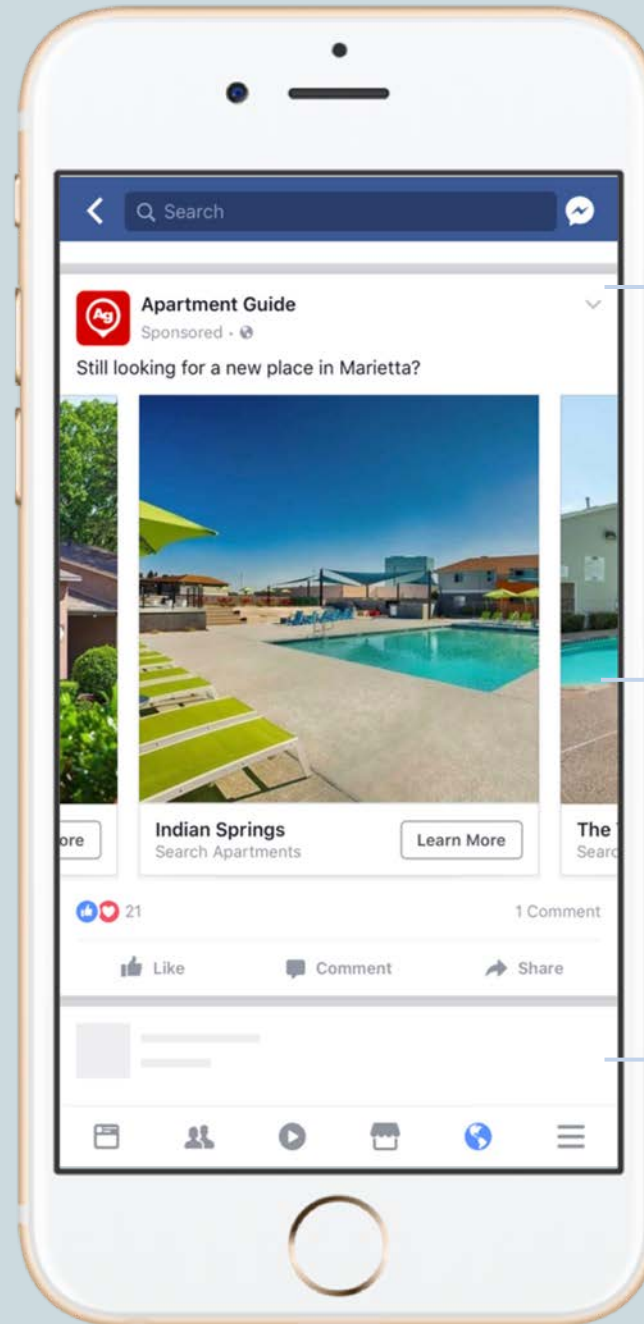 Search
Ag
Apartment Guide
Sponsored ·
Still looking for a new place in Marietta?
ore
Indian Springs
Search Apartments
Learn More
The
Searc
21
1 Comment
Like
Comment
Share